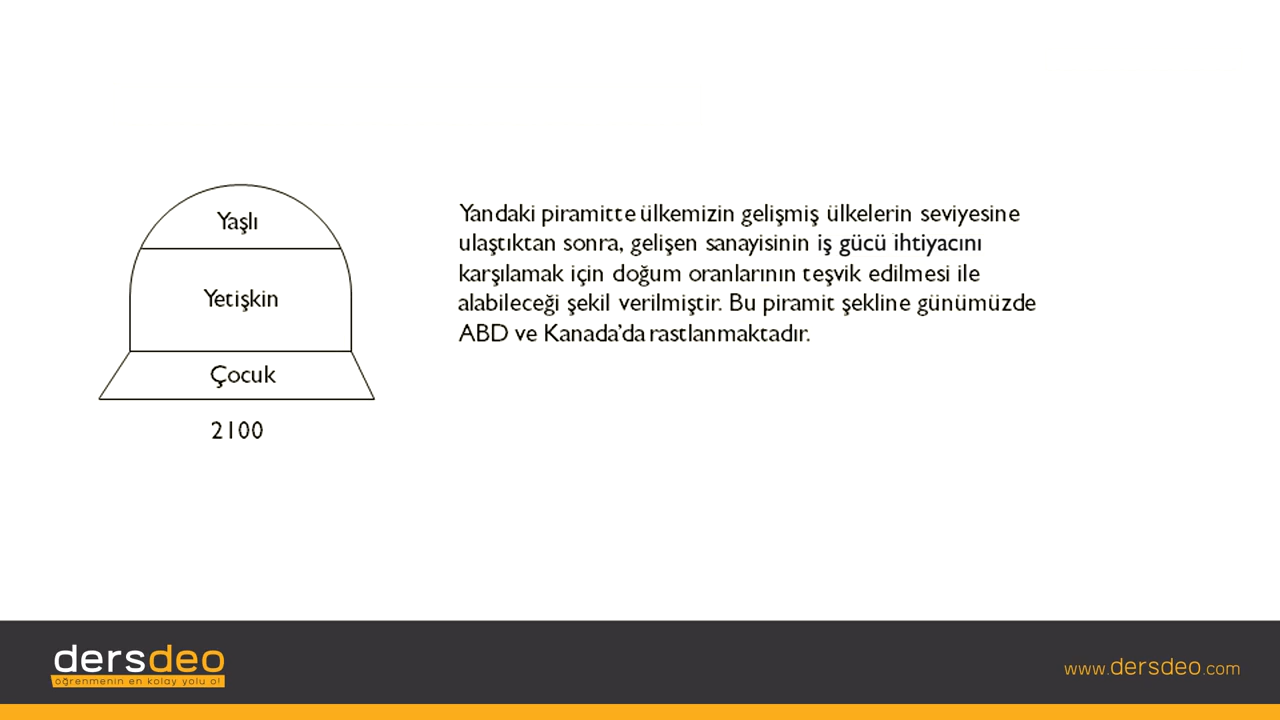 Yaşlı
Yetişkin
Çocuk
2100
Yandaki piramitte ülkemizin gelişmiş ülkelerin seviyesine
ulaştıktan sonra, gelişen sanayisinin iş gücü ihtiyacını
karşılamak için doğum oranlarının teşvik edilmesi ile
alabileceği şekil verilmiştir. Bu piramit şekline günümüzde
ABD ve Kanada’da rastlanmaktadır.
dersdeo
öğrenmenin en kolay yolu o!
www.dersdeo.com